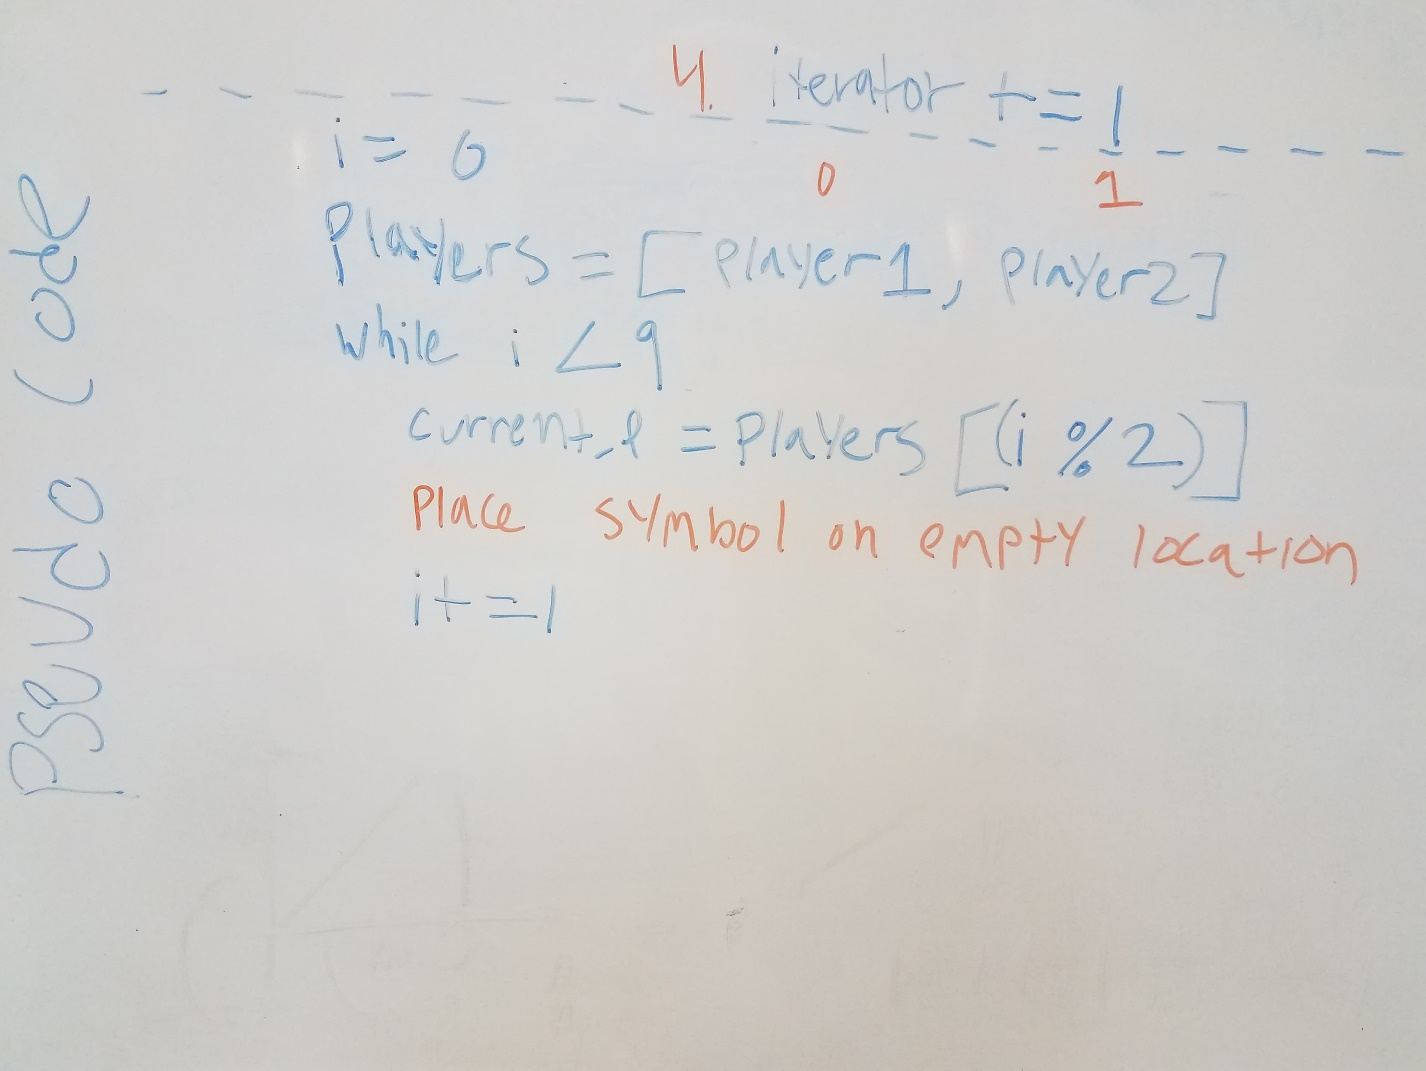 4. iterator += 1
i = 0
0 1
Players = [Player1, Player2]
while i < 9
current_p = Players [(i % 2)]
Place symbol on empty location
i += 1
Psevdo Code